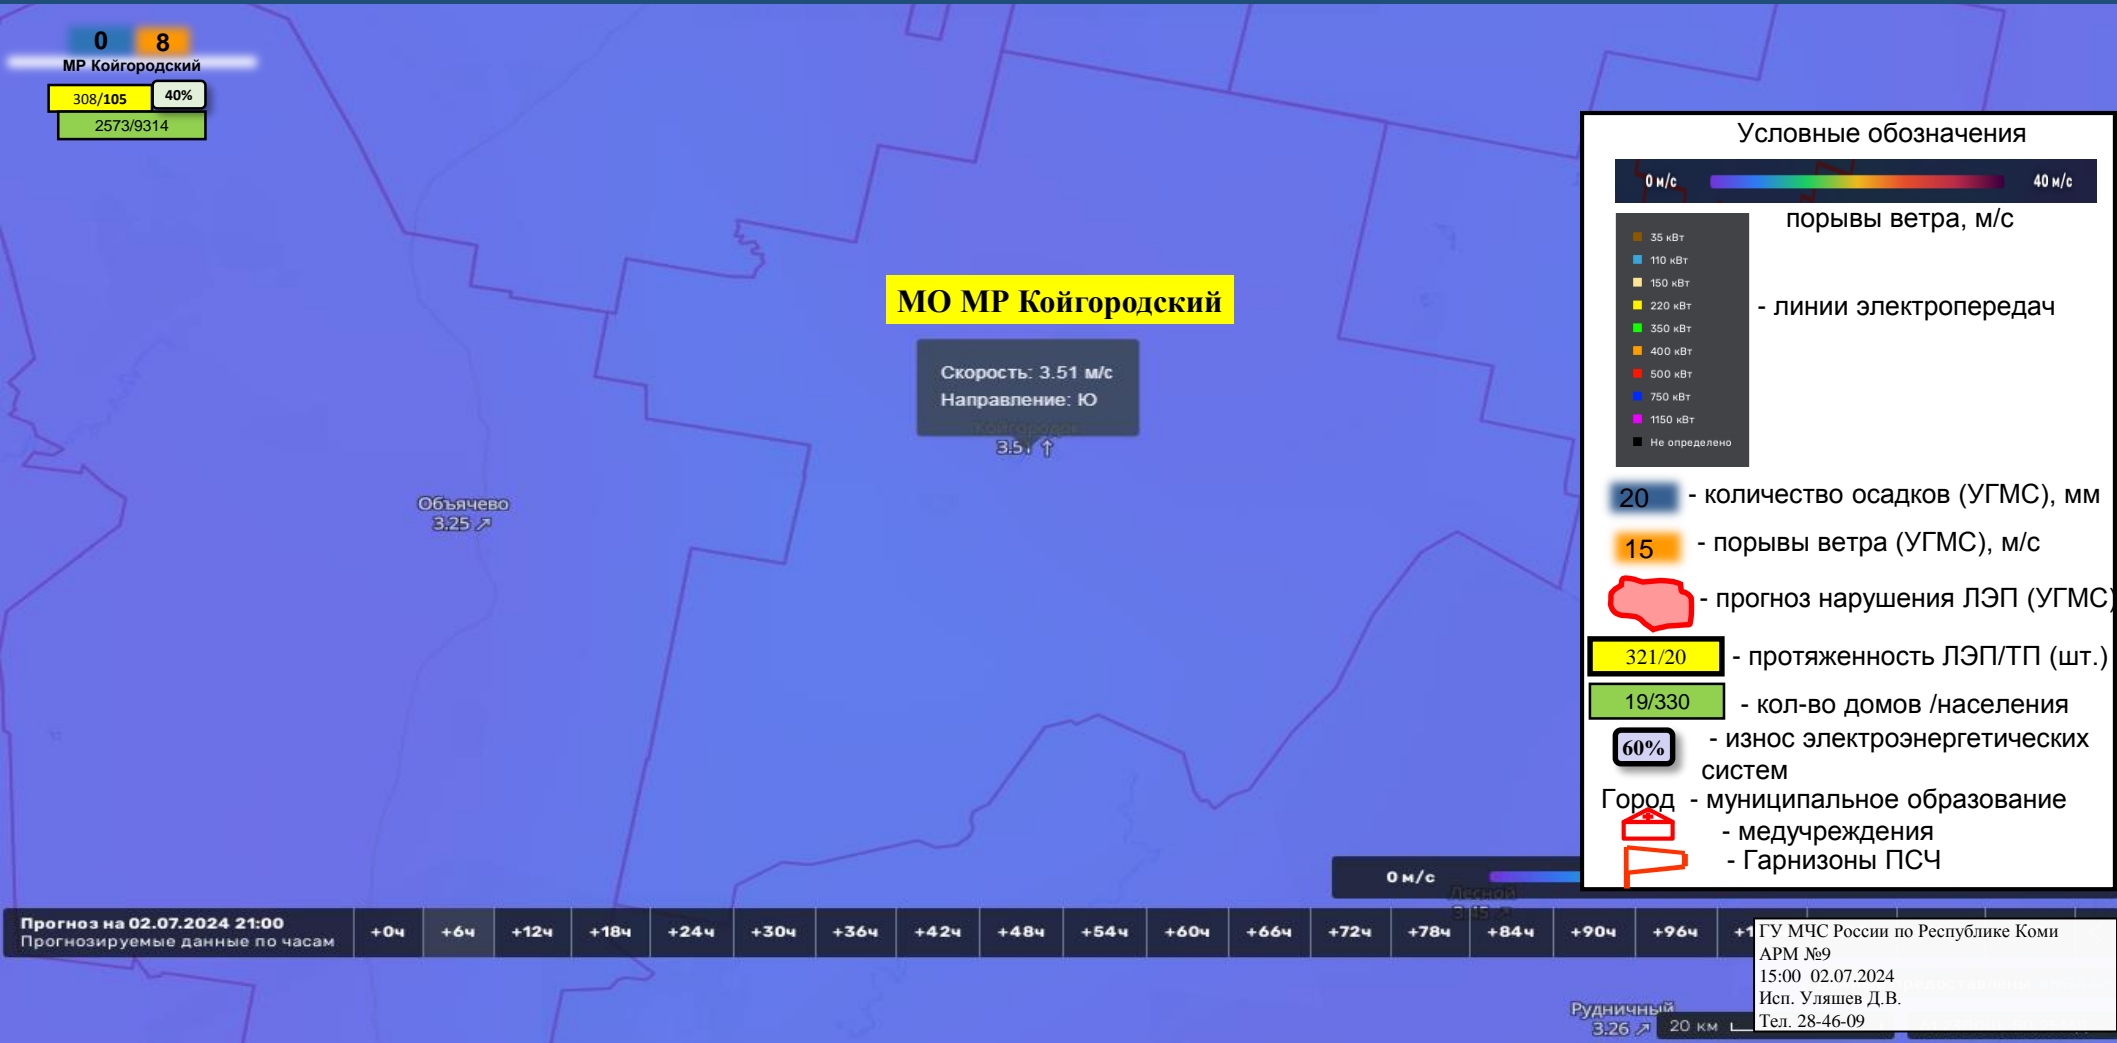 0 8
МР Койгородский
308/105 40%
2573/9314
МО МР Койгородский
Скорость: 3.51 м/с
Направление: Ю
Койгородок
3.51
Объячево
3.25
Условные обозначения
0 м/с 40 м/с
порывы ветра, м/с
35 кВт
110 кВт
150 кВт
220 кВт
350 кВт
400 кВт
500 кВт
750 кВт
1150 кВт
Не определено
- линии электропередач
20 - количество осадков (УГМС), мм
15 - порывы ветра (УГМС), м/с
- прогноз нарушения ЛЭП (УГМС)
321/20 - протяженность ЛЭП/ТП (шт.)
19/330 - кол-во домов /населения
60% - износ электроэнергетических
систем
Город - муниципальное образование
- медучреждения
- Гарнизоны ПСЧ
0 м/с
Лесной
3.45
Прогноз на 02.07.2024 21:00
Прогнозируемые данные по часам
+0ч +6ч +12ч +18ч +24ч +30ч +36ч +42ч +48ч +54ч +60ч +66ч +72ч +78ч +84ч +90ч +96ч
ГУ МЧС России по Республике Коми
АРМ №9
15:00 02.07.2024
Исп. Уляшев Д.В.
Тел. 28-46-09
Рудничный
3.26
20 км